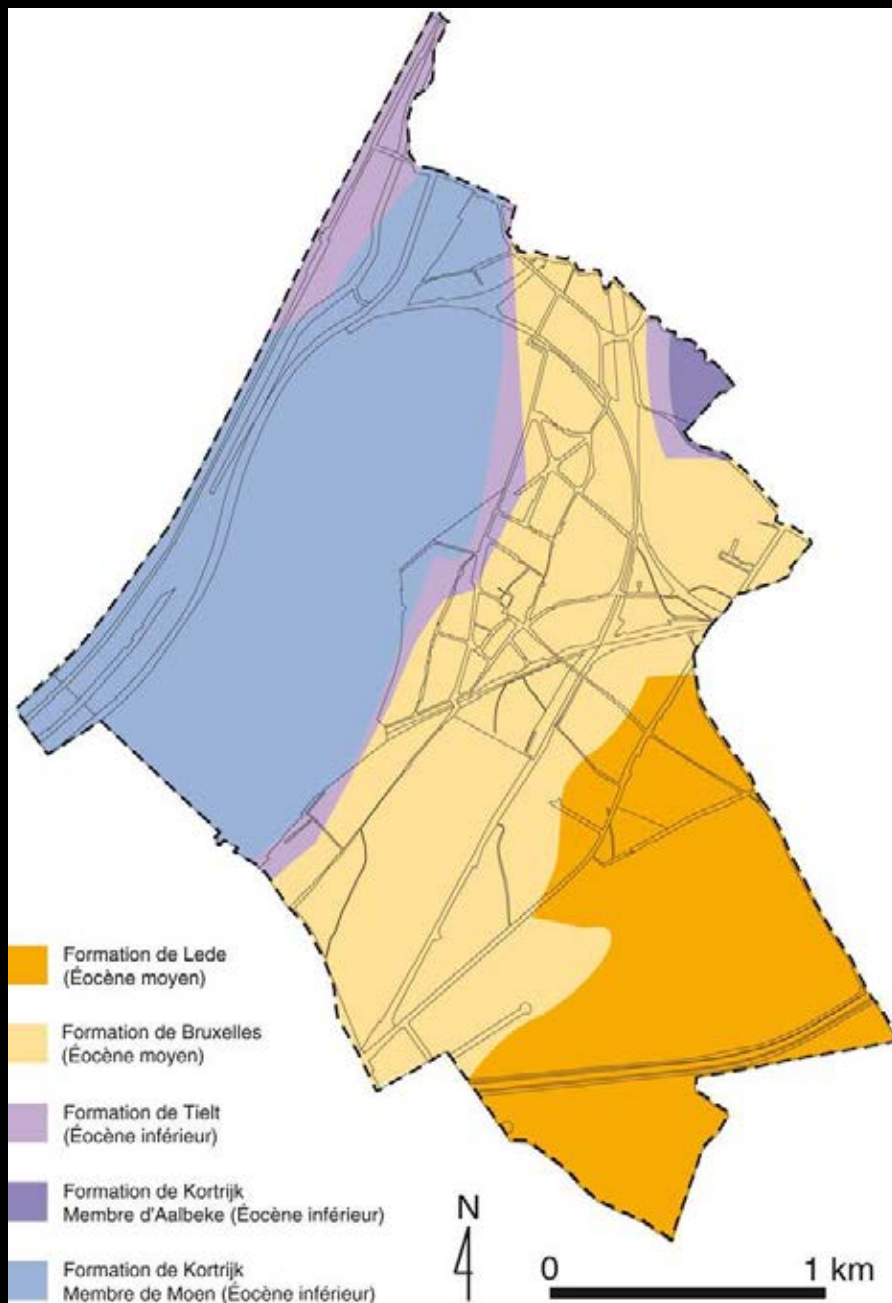 Formation de Lede
(Éocène moyen)
Formation de Bruxelles
(Éocène moyen)
Formation de Tielt
(Éocène inférieur)
Formation de Kortrijk
Membre d'Aalbeke (Éocène inférieur)
Formation de Kortrijk
Membre de Moen (Éocène inférieur)
N
0 1 km